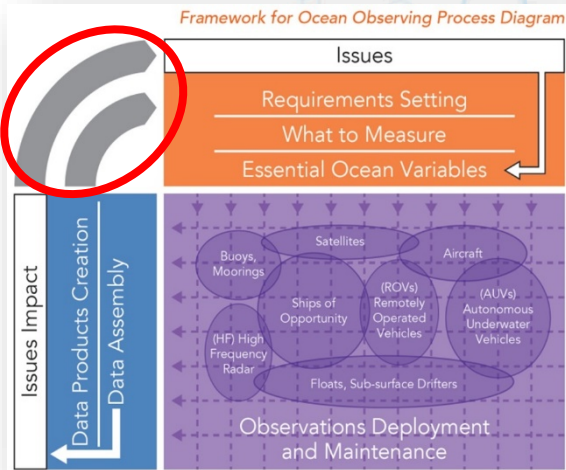 Framework for Ocean Observing Process Diagram
Issues
Requirements Setting
What to Measure
Essential Ocean Variables
Issues Impact
Data Products Creation
Data Assembly
Buoys,
Moorings
Satellites
Aircraft
Ships of
Opportunity
(ROVs)
Remotely
Operated
Vehicles
(AUVs)
Autonomous
Underwater
Vehicles
(HF) High
Frequency
Radar
Floats, Sub-surface Drifters
Observations Deployment
and Maintenance